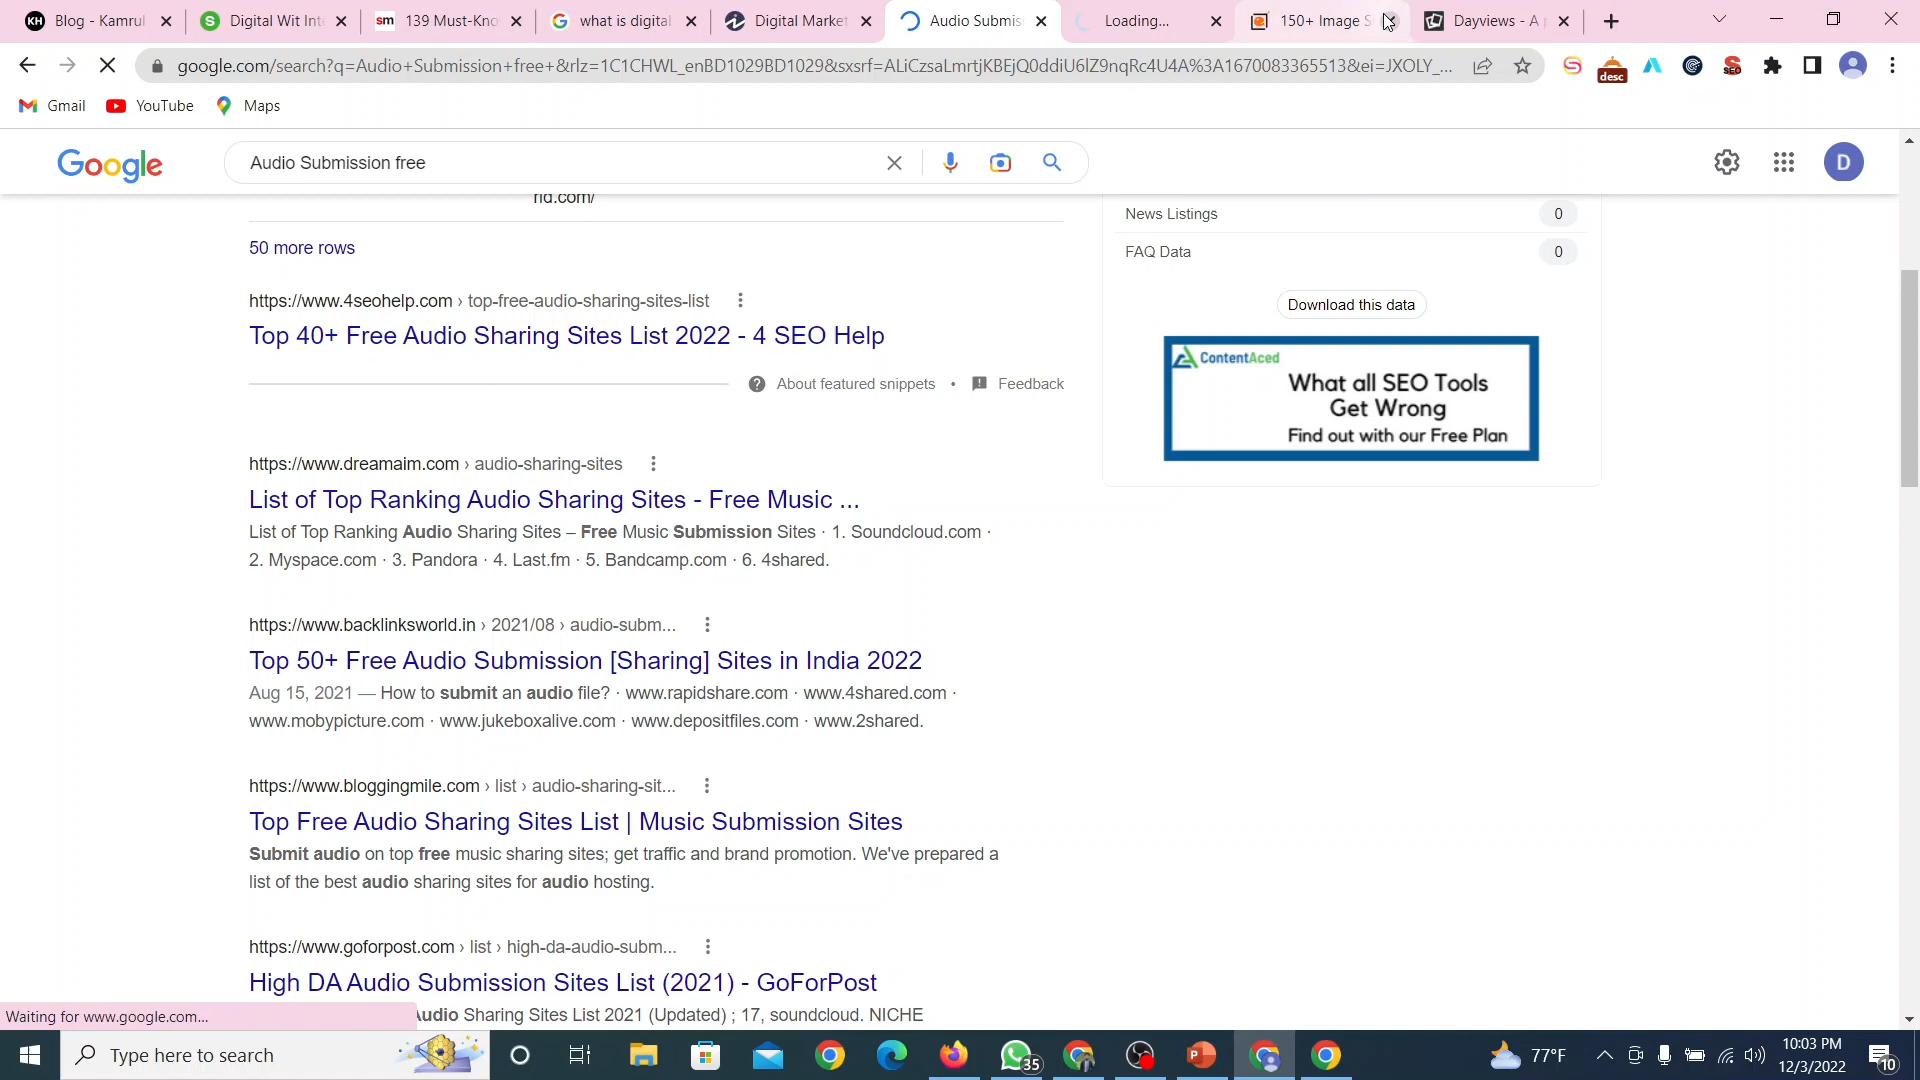 Blog - Kamrul
Digital Wit Int
139 Must-Kno
what is digital
Digital Market
Audio Submis
Loading...
150+ Image S
Dayviews - A p
google.com/search?q=Audio+Submission+free+&rlz=1C1CHWL_enBD1029BD1029&sxsrf=ALiCzsaLmrtjKBEjQ0ddiU6lZ9nqRc4U4A%3A1670083365513&ei=JXOLY_...
desc
SEO
Gmail
YouTube
Maps
Google
Audio Submission free
D
rld.com/
50 more rows
https://www.4seohelp.com › top-free-audio-sharing-sites-list
Top 40+ Free Audio Sharing Sites List 2022 - 4 SEO Help
About featured snippets • Feedback
https://www.dreamaim.com › audio-sharing-sites
List of Top Ranking Audio Sharing Sites - Free Music ...
List of Top Ranking Audio Sharing Sites – Free Music Submission Sites · 1. Soundcloud.com ·
2. Myspace.com · 3. Pandora · 4. Last.fm · 5. Bandcamp.com · 6. 4shared.
https://www.backlinksworld.in › 2021/08 › audio-subm...
Top 50+ Free Audio Submission [Sharing] Sites in India 2022
Aug 15, 2021 — How to submit an audio file? · www.rapidshare.com · www.4shared.com ·
www.mobypicture.com · www.jukeboxalive.com · www.depositfiles.com · www.2shared.
https://www.bloggingmile.com › list › audio-sharing-sit...
Top Free Audio Sharing Sites List | Music Submission Sites
Submit audio on top free music sharing sites; get traffic and brand promotion. We've prepared a
list of the best audio sharing sites for audio hosting.
https://www.goforpost.com › list › high-da-audio-subm...
High DA Audio Submission Sites List (2021) - GoForPost
Audio Sharing Sites List 2021 (Updated) ; 17, soundcloud. NICHE
News Listings 0
FAQ Data 0
Download this data
ContentAced
What all SEO Tools
Get Wrong
Find out with our Free Plan
Waiting for www.google.com...
Type here to search
35
77°F
10:03 PM
12/3/2022
10